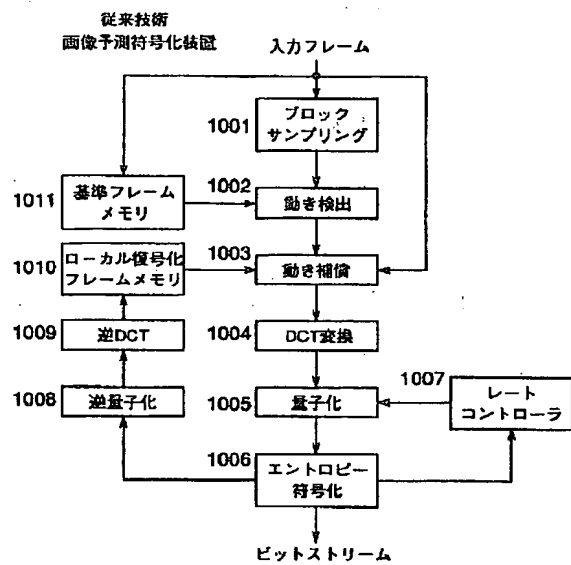 従来技術
画像予測符号化装置
入力フレーム
1001
ブロック
サンプリング
1002
動き検出
1011
基準フレーム
メモリ
1003
動き補償
1010
ローカル復号化
フレームメモリ
1009
逆DCT
1004
DCT変換
1008
逆量子化
1005
量子化
1007
レート
コントローラ
1006
エントロピー
符号化
ビットストリーム